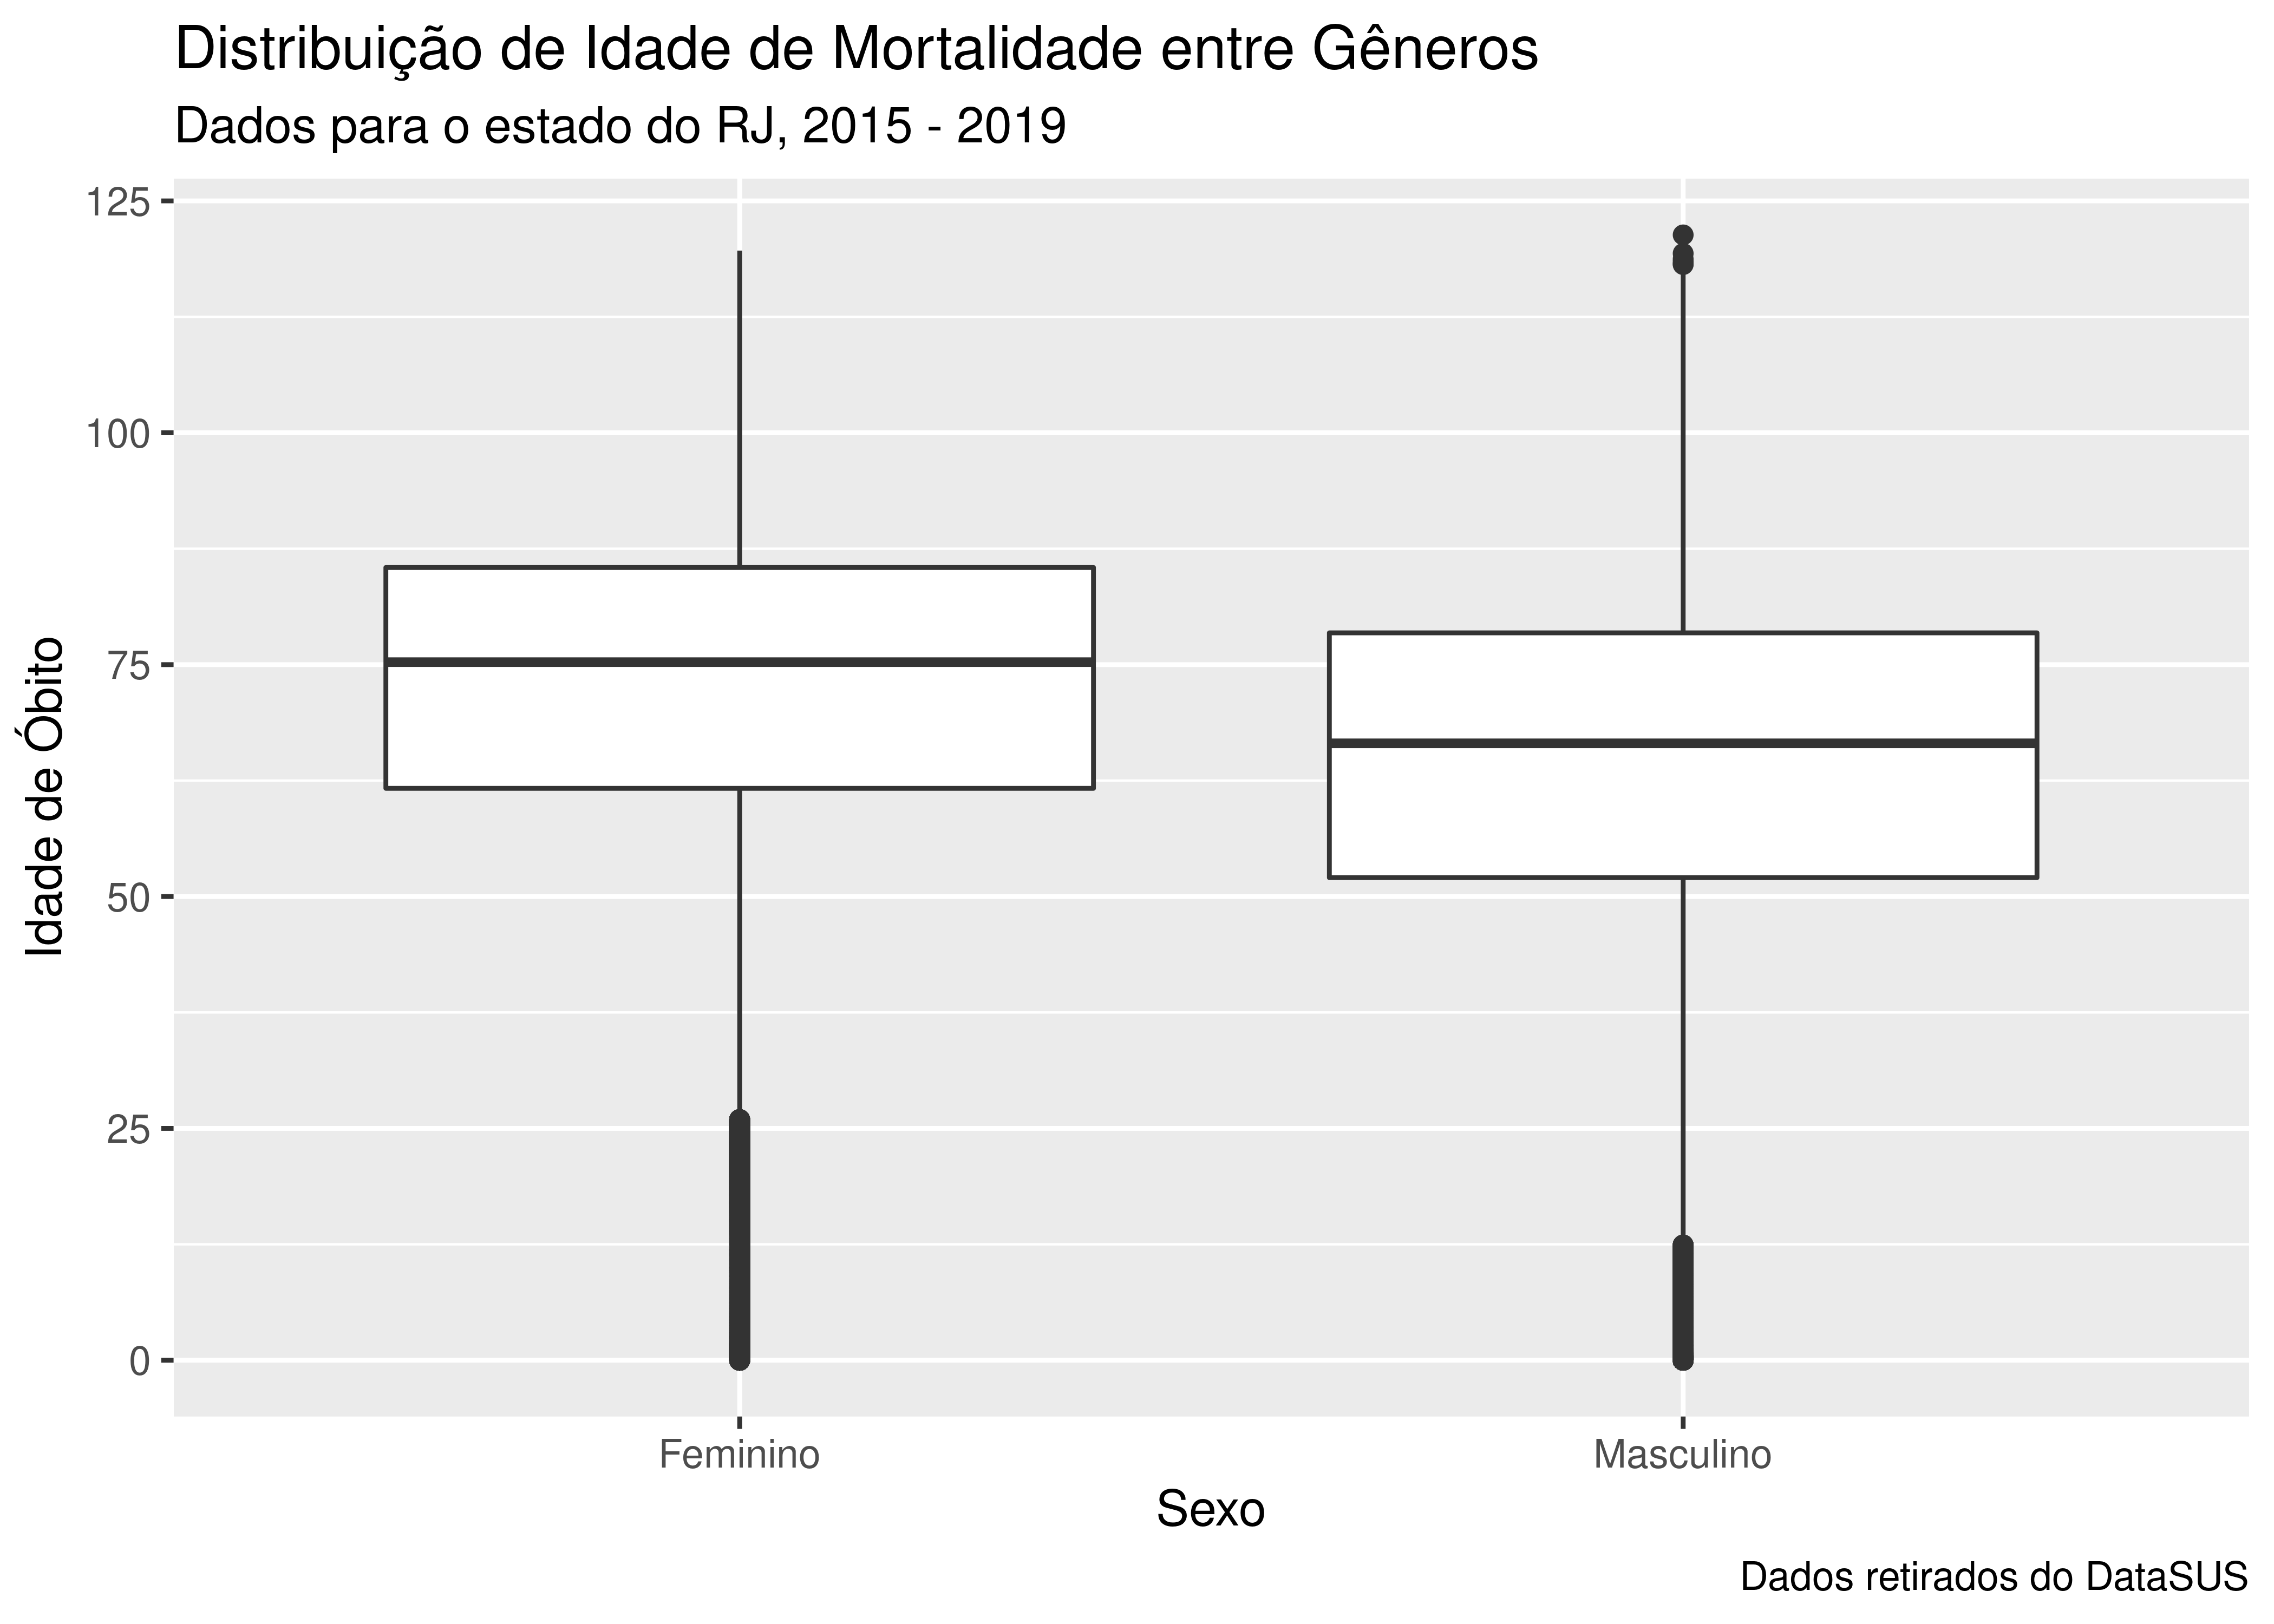 Distribuição de Idade de Mortalidade entre Gêneros
Dados para o estado do RJ, 2015 - 2019
125
100
75
50
25
0
Idade de Óbito
Feminino
Masculino
Sexo
Dados retirados do DataSUS